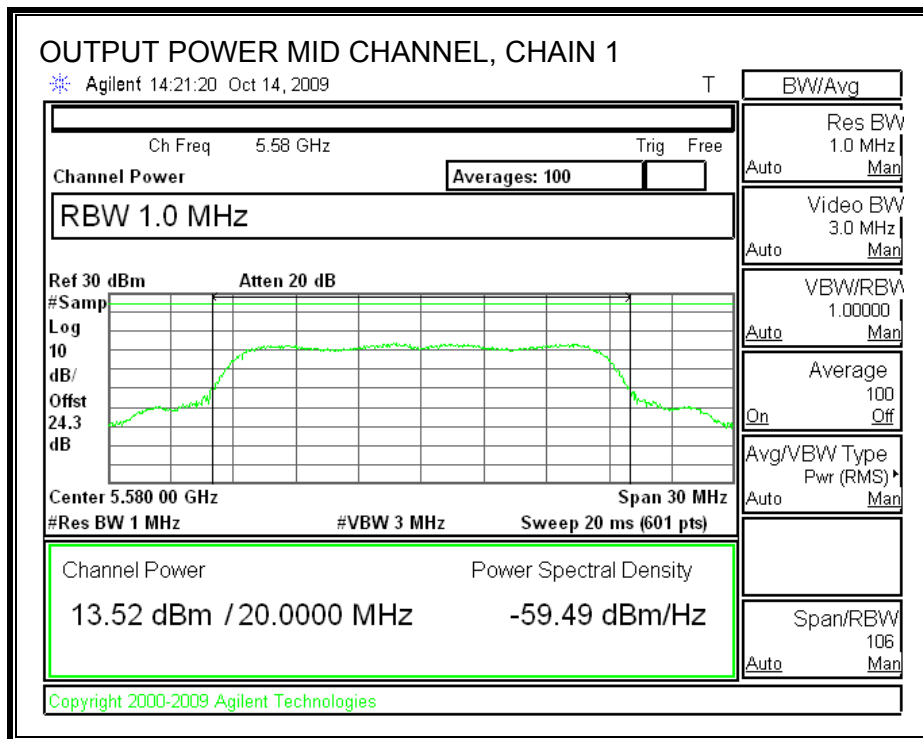 OUTPUT POWER MID CHANNEL, CHAIN 1
Agilent 14:21:20 Oct 14, 2009 T
Ch Freq 5.58 GHz Trig Free
Channel Power Averages: 100
RBW 1.0 MHz
Ref 30 dBm Atten 20 dB
#Samp
Log
10
dB/
Offst
24.3
dB
Center 5.580 00 GHz Span 30 MHz
#Res BW 1 MHz #VBW 3 MHz Sweep 20 ms (601 pts)
Channel Power Power Spectral Density
13.52 dBm / 20.0000 MHz -59.49 dBm/Hz
Copyright 2000-2009 Agilent Technologies
BW/Avg
Res BW
1.0 MHz
Auto Man
Video BW
3.0 MHz
Auto Man
VBW/RBW
1.00000
Auto Man
Average
100
On Off
Avg/VBW Type
Pwr (RMS)
Auto Man
Span/RBW
106
Auto Man